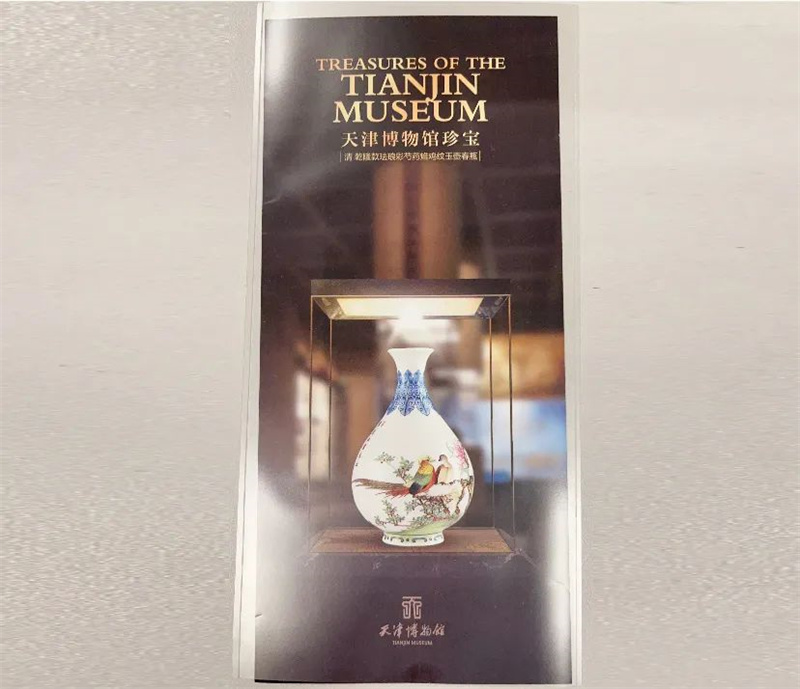 TREASURES OF THE
TIANJIN
MUSEUM
天津博物馆珍宝
清 乾隆款珐琅彩芍药雉鸡纹玉壶春瓶
天津博物馆
TIANJIN MUSEUM